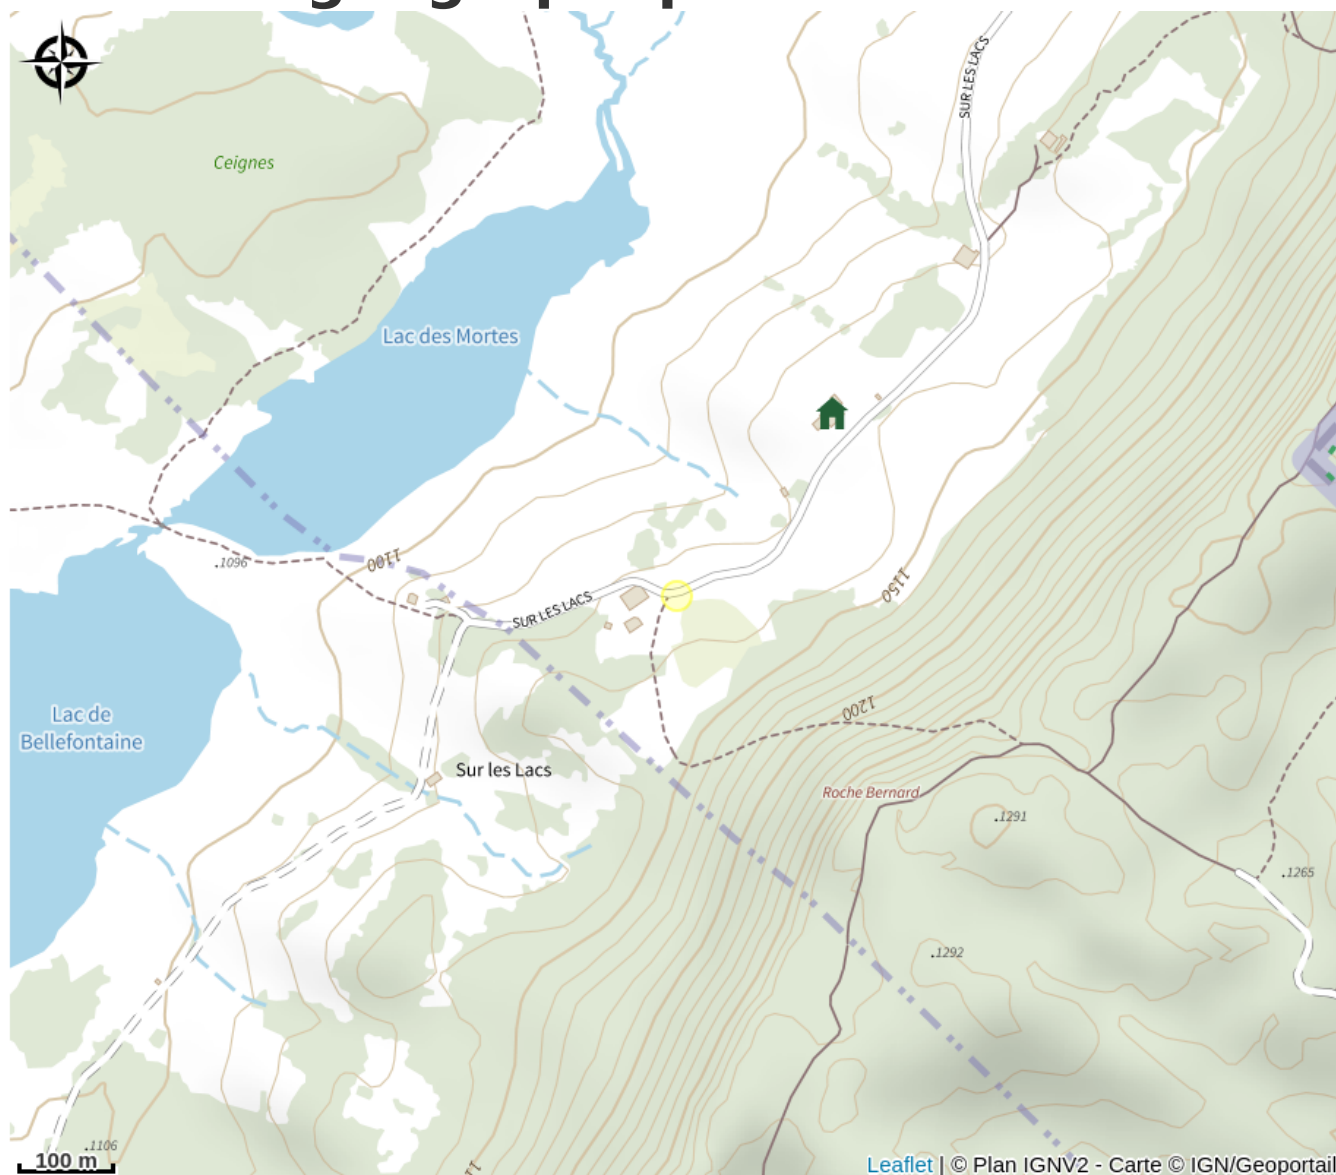 SUR LES LACS
Ceignes
Lac des Mortes
1100
.1096
1150
SUR LES LACS
Lac de
Bellefontaine
1200
Sur les Lacs
Roche Bernard
.1291
.1265
.1292
.1106
100 m
Leaflet | © Plan IGNV2 - Carte © IGN/Geoportail